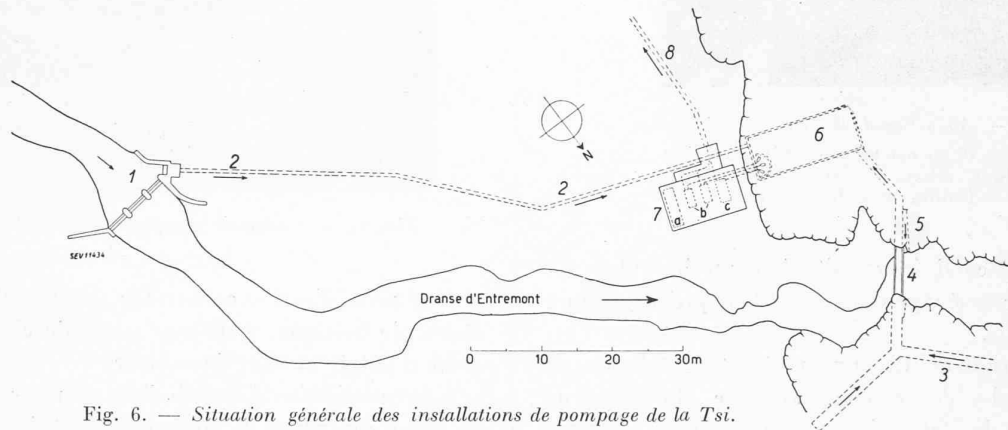 8
6
N
2
1
2
7
a
b
c
5
SEV11434
4
Dranse d'Entremont
0 10 20 30m
3
Fig. 6. — Situation générale des installations de pompage de la Tsi.